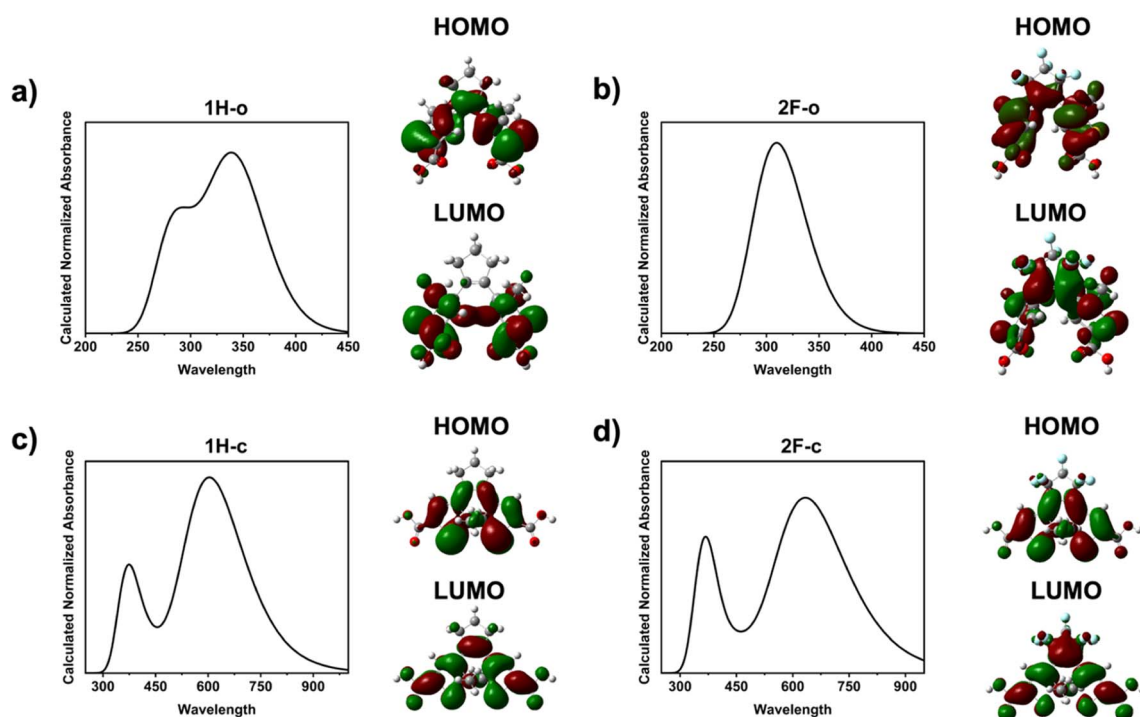 a)
1H-o
Calculated Normalized Absorbance
200 250 300 350 400 450
Wavelength
HOMO
LUMO
b)
2F-o
Calculated Normalized Absorbance
200 250 300 350 400 450
Wavelength
HOMO
LUMO
c)
1H-c
Calculated Normalized Absorbance
300 450 600 750 900
Wavelength
HOMO
LUMO
d)
2F-c
Calculated Normalized Absorbance
300 450 600 750 900
Wavelength
HOMO
LUMO